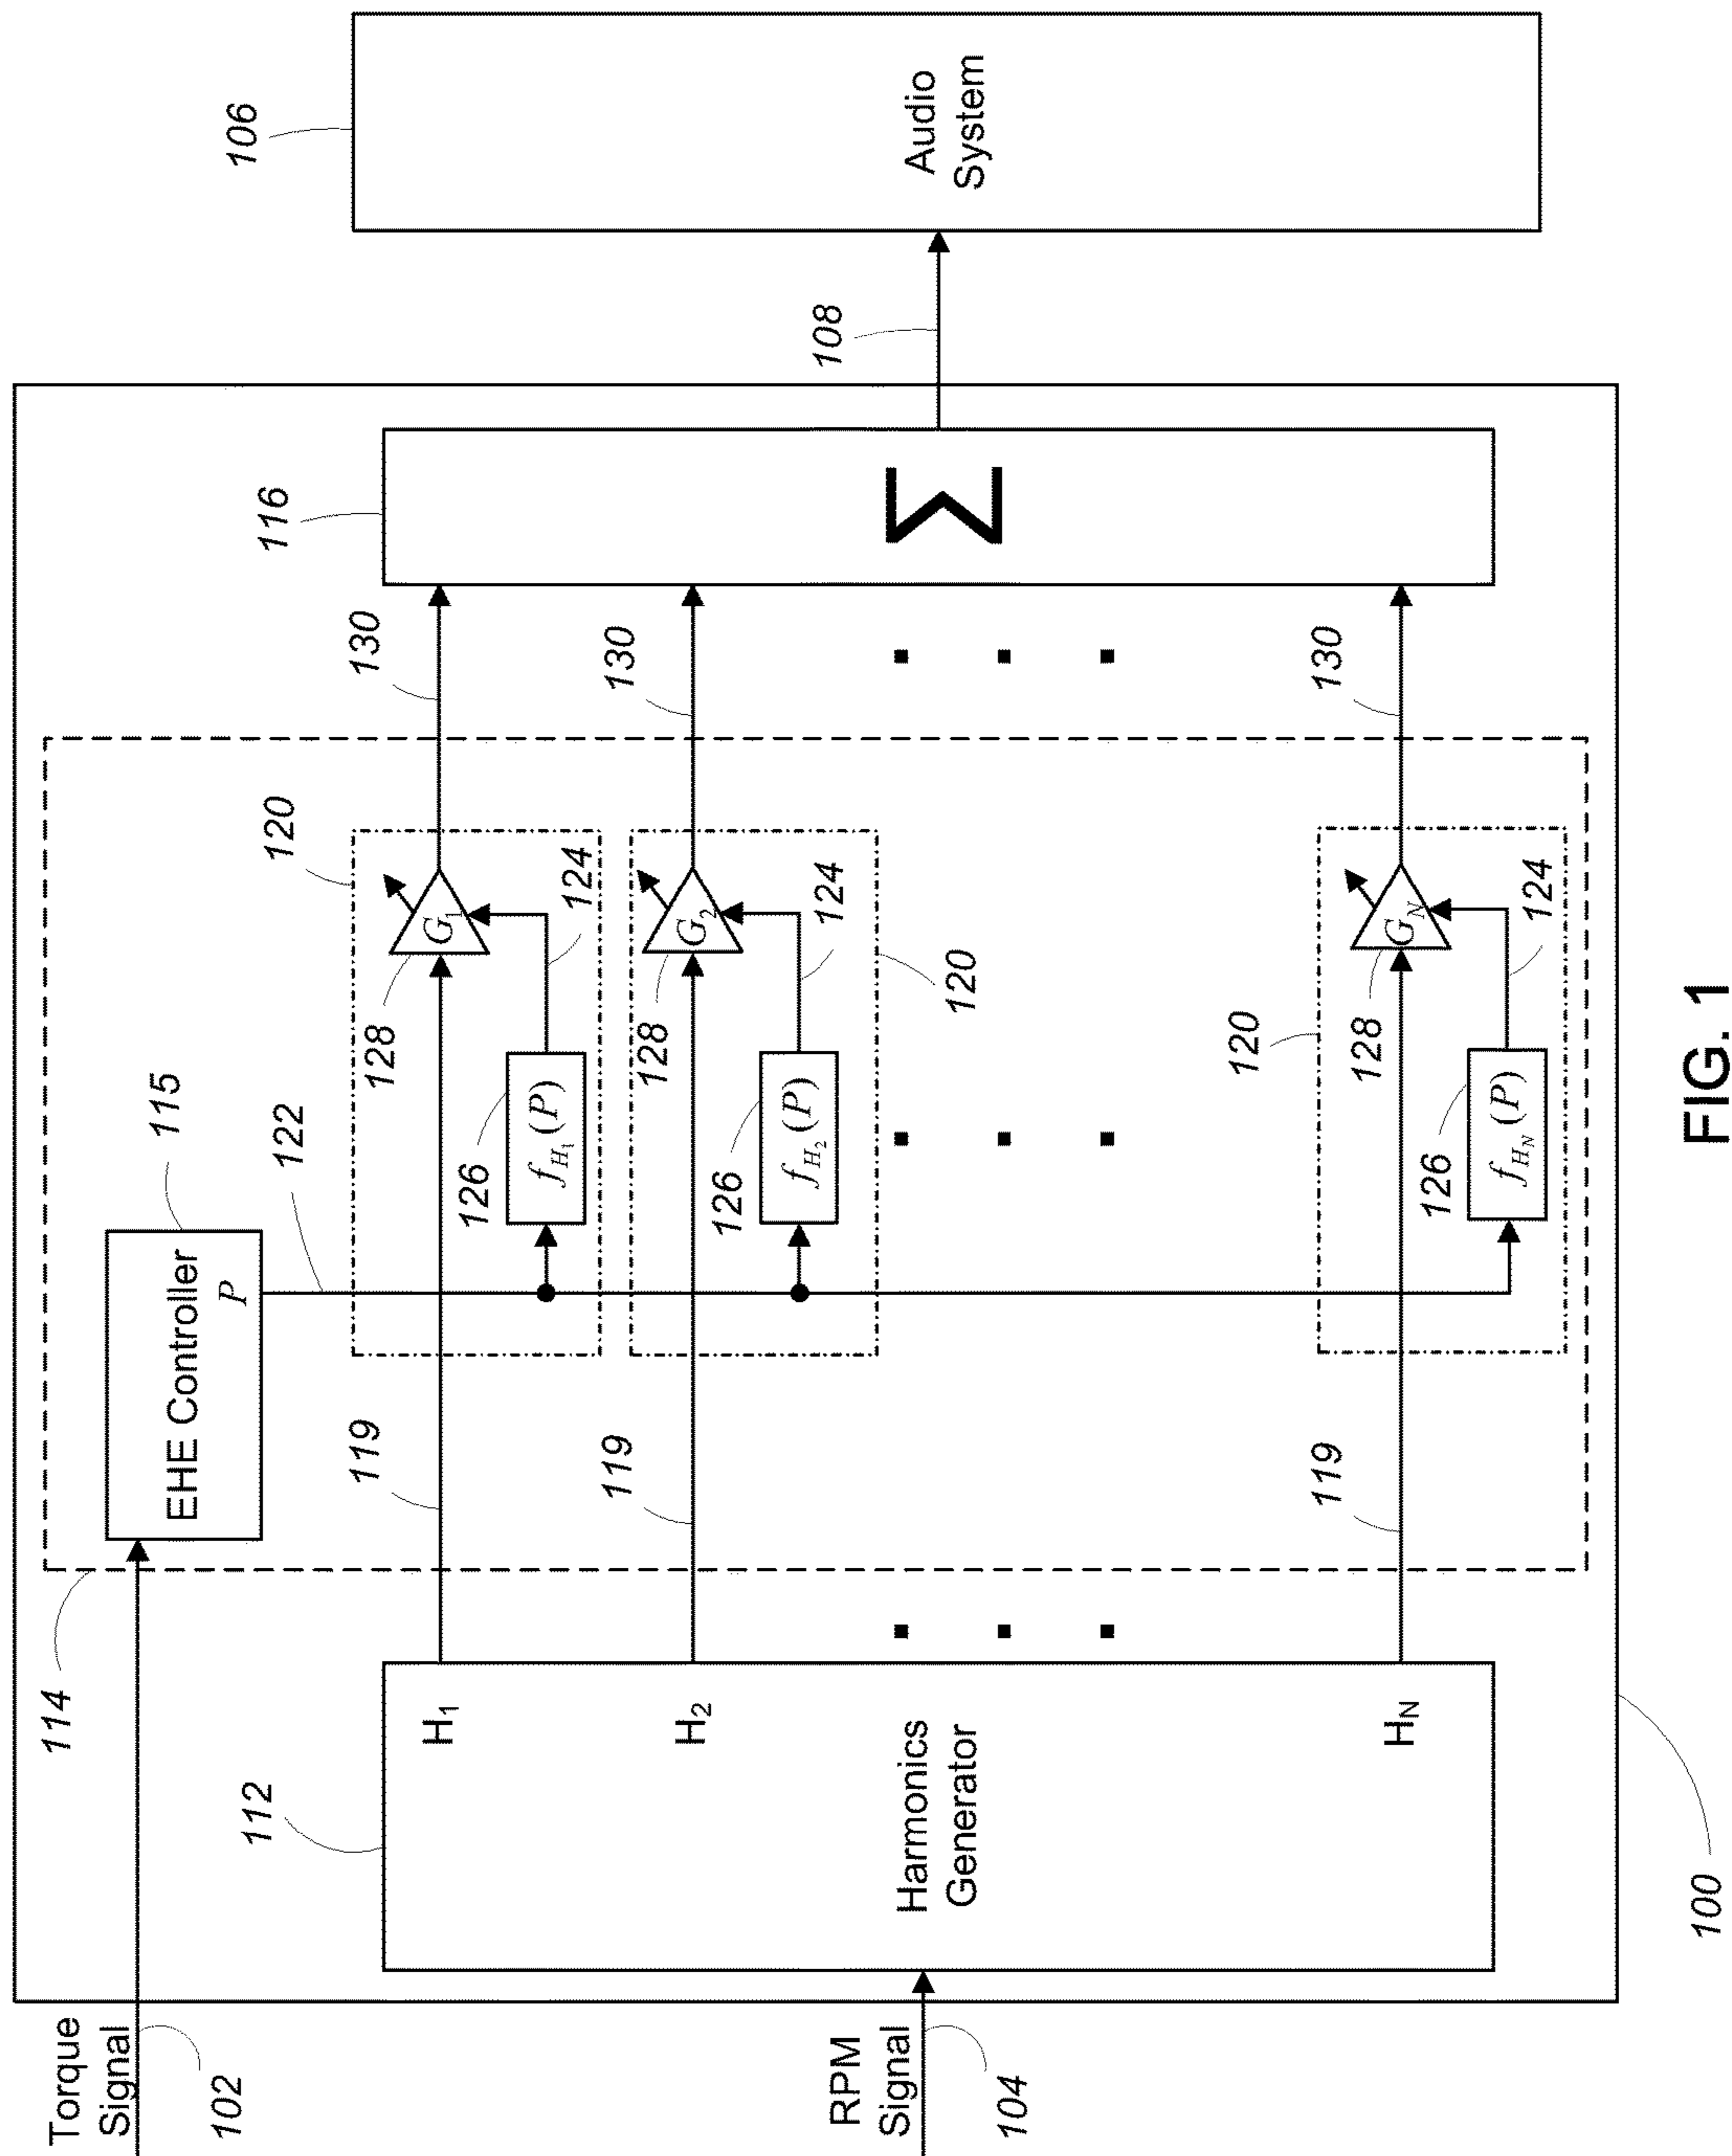 Torque
Signal
102
114
EHE Controller
P
115
122
106
Audio
System
108
116
Σ
130
130
130
120
G1
128
124
126
fH1(P)
G2
128
124
120
126
fH2(P)
120
GN
128
124
126
fHN(P)
119
119
119
112
H1
H2
HN
Harmonics
Generator
RPM
Signal
104
100
FIG. 1